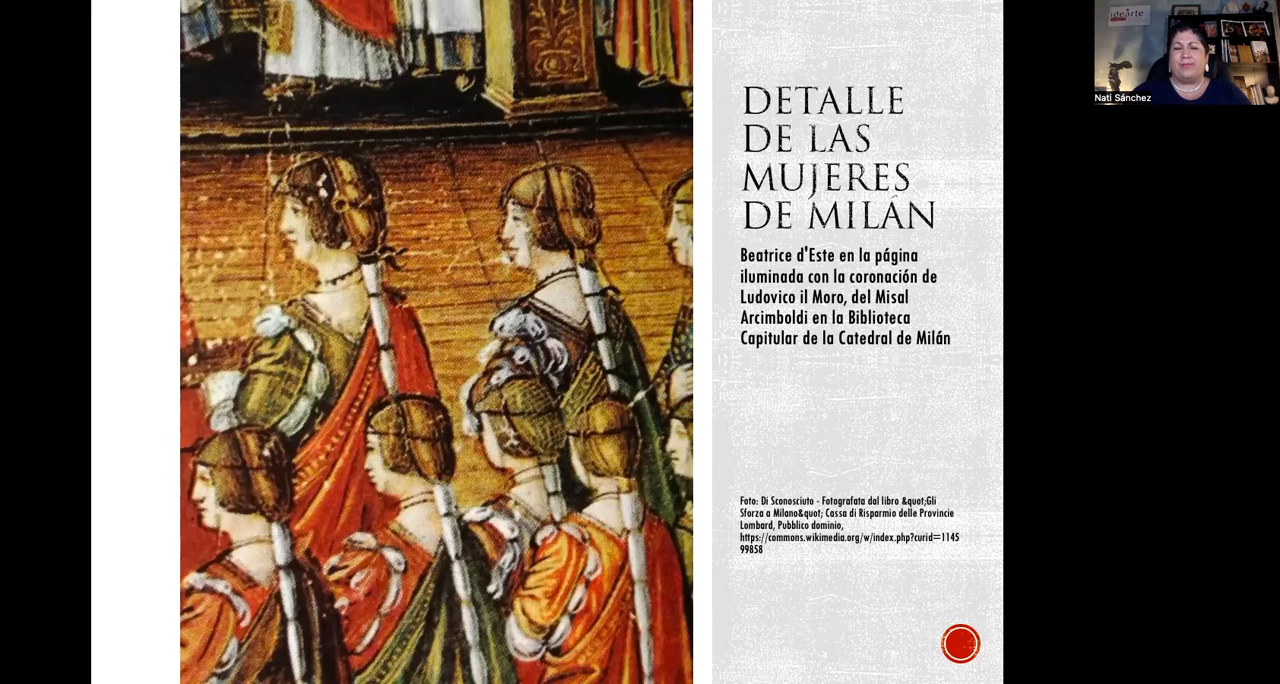 DETALLE
DE LAS
MUJERES
DE MILÁN
Beatrice d'Este en la página
iluminada con la coronación de
Ludovico il Moro, del Misal
Arcimboldi en la Biblioteca
Capitular de la Catedral de Milán
Foto: Di Sconosciuto - Fotografata dal libro &quot;Gli
Sforza a Milano&quot; Cassa di Risparmio delle Provincie
Lombard, Pubblico dominio,
https://commons.wikimedia.org/w/index.php?curid=1145
99858
idearte
Nati Sánchez